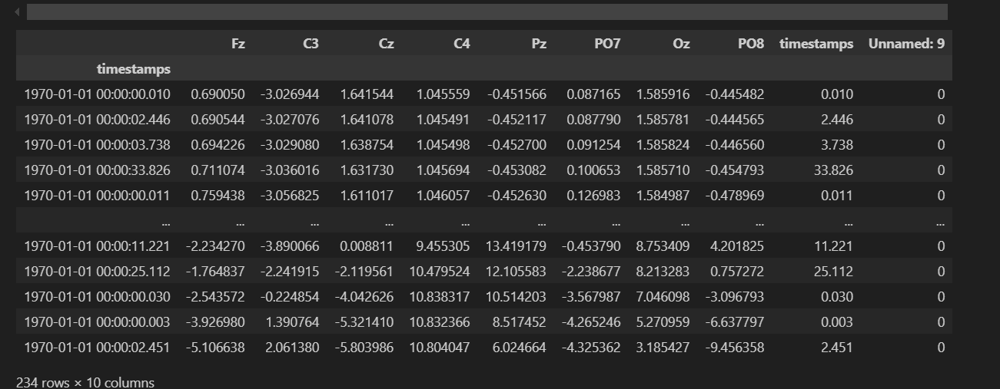 Fz C3 Cz C4 Pz PO7 Oz PO8 timestamps Unnamed: 9
timestamps
1970-01-01 00:00:00.010 0.690050 -3.026944 1.641544 1.045559 -0.451566 0.087165 1.585916 -0.445482 0.010 0
1970-01-01 00:00:02.446 0.690544 -3.027076 1.641078 1.045491 -0.452117 0.087790 1.585781 -0.444565 2.446 0
1970-01-01 00:00:03.738 0.694226 -3.029080 1.638754 1.045498 -0.452700 0.091254 1.585824 -0.446560 3.738 0
1970-01-01 00:00:33.826 0.711074 -3.036016 1.631730 1.045694 -0.453082 0.100653 1.585710 -0.454793 33.826 0
1970-01-01 00:00:00.011 0.759438 -3.056825 1.611017 1.046057 -0.452630 0.126983 1.584987 -0.478969 0.011 0
... ... ... ... ... ... ... ... ... ... ...
1970-01-01 00:00:11.221 -2.234270 -3.890066 0.008811 9.455305 13.419179 -0.453790 8.753409 4.201825 11.221 0
1970-01-01 00:00:25.112 -1.764837 -2.241915 -2.119561 10.479524 12.105583 -2.238677 8.213283 0.757272 25.112 0
1970-01-01 00:00:00.030 -2.543572 -0.224854 -4.042626 10.838317 10.514203 -3.567987 7.046098 -3.096793 0.030 0
1970-01-01 00:00:00.003 -3.926980 1.390764 -5.321410 10.832366 8.517452 -4.265246 5.270959 -6.637797 0.003 0
1970-01-01 00:00:02.451 -5.106638 2.061380 -5.803986 10.804047 6.024664 -4.325362 3.185427 -9.456358 2.451 0
234 rows × 10 columns